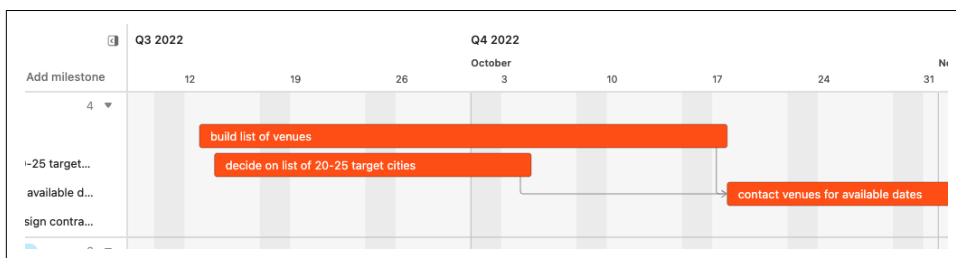 Q3 2022
Q4 2022
October
Add milestone
12
19
26
3
10
17
24
31
4
build list of venues
-25 target...
decide on list of 20-25 target cities
available d...
contact venues for available dates
sign contra...